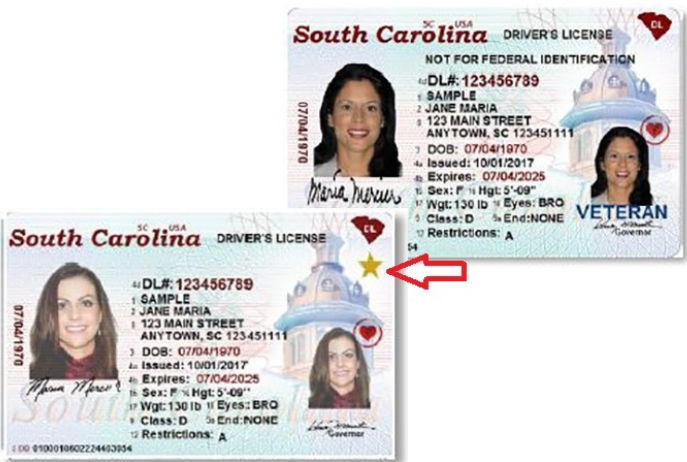 SC USA
South Carolina DRIVER'S LICENSE DL
NOT FOR FEDERAL IDENTIFICATION
4d DL#: 123456789
1 SAMPLE
2 JANE MARIA
8 123 MAIN STREET
ANYTOWN, SC 123451111
3 DOB: 07/04/1970
4a Issued: 10/01/2017
4b Expires: 07/04/2025
15 Sex: F 16 Hgt: 5'-09"
17 Wgt: 130 lb 18 Eyes: BRO
9 Class: D 9a End:NONE
12 Restrictions: A
07/04/1970
Maria Mercier
VETERAN
Governor
54
SC USA
South Carolina DRIVER'S LICENSE DL
4d DL#: 123456789
1 SAMPLE
2 JANE MARIA
8 123 MAIN STREET
ANYTOWN, SC 123451111
3 DOB: 07/04/1970
4a Issued: 10/01/2017
4b Expires: 07/04/2025
15 Sex: F 16 Hgt: 5'-09"
17 Wgt: 130 lb 18 Eyes: BRO
9 Class: D 9a End:NONE
12 Restrictions: A
07/04/1970
Governor